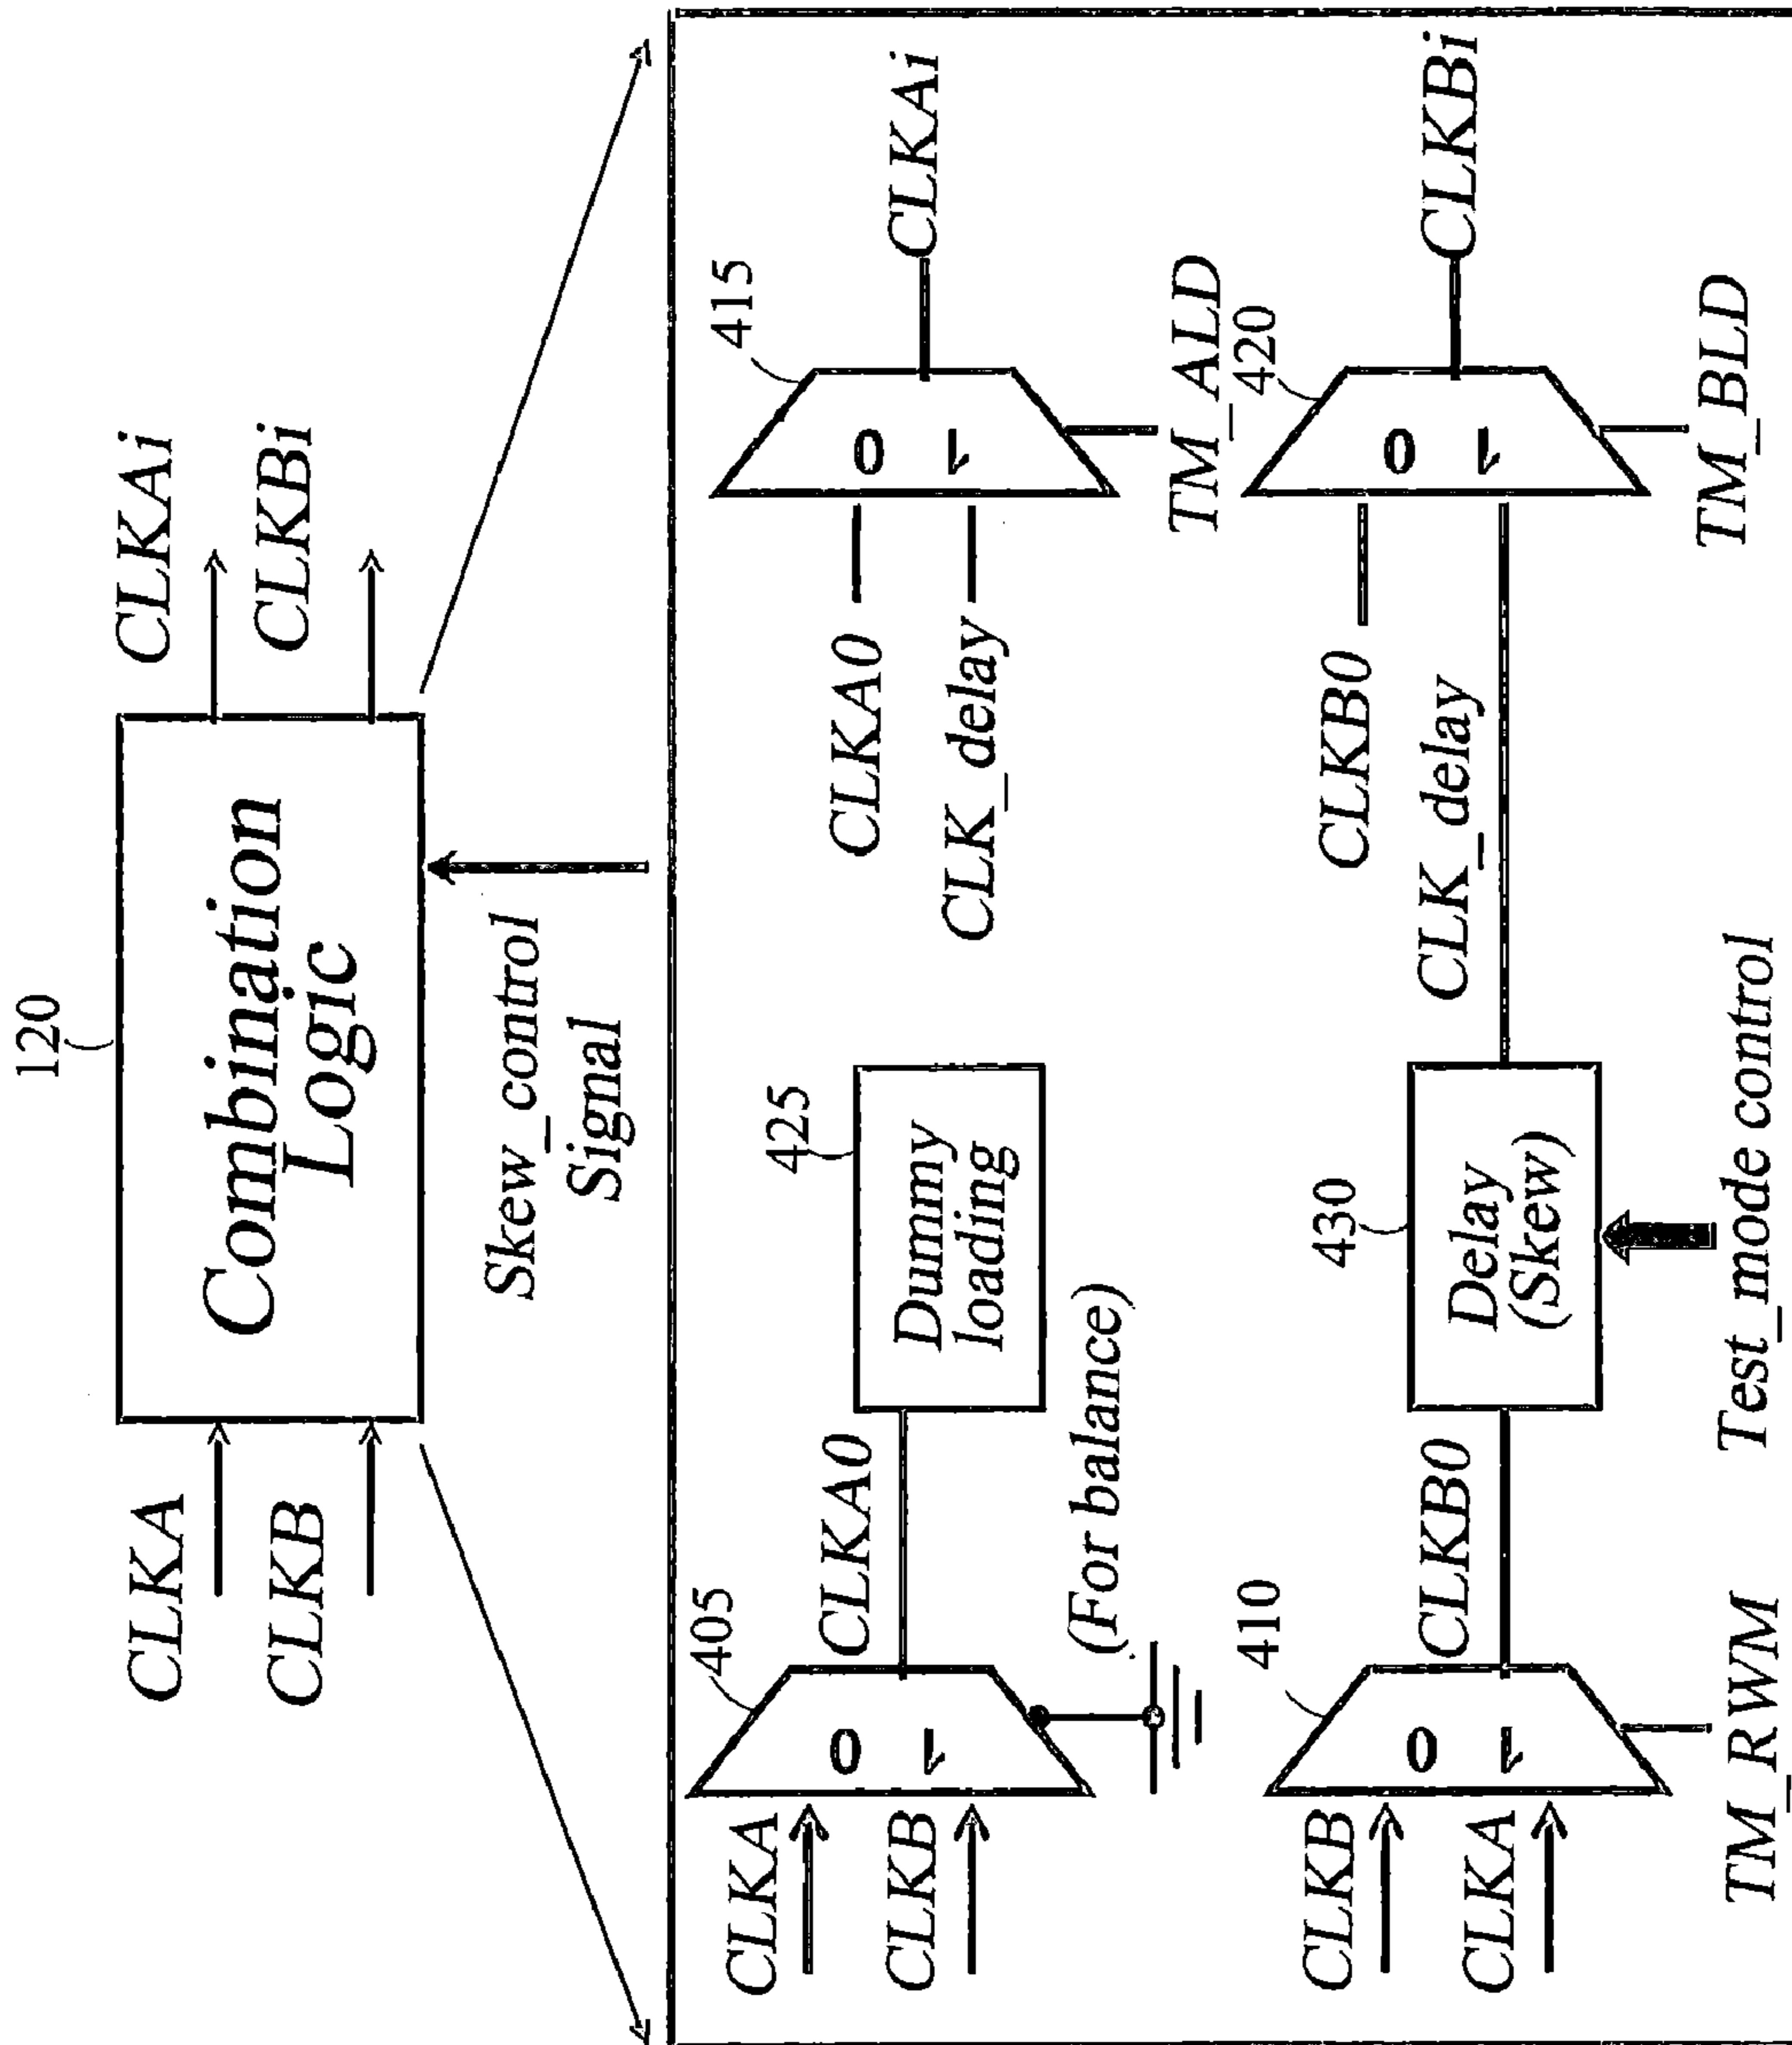 120
CLKA
CLKB
Combination
Logic
CLKAi
CLKBi
Skew_control
Signal
405
CLKA
CLKB
0
1
CLKA0
425
Dummy
loading
(For balance)
CLKA0
CLK_delay
415
0
1
CLKAi
TM_ALD
410
CLKB
CLKA
0
1
CLKB0
TM_RWM
430
Delay
(Skew)
Test_mode control
CLKB0
CLK_delay
420
0
1
CLKBi
TM_BLD